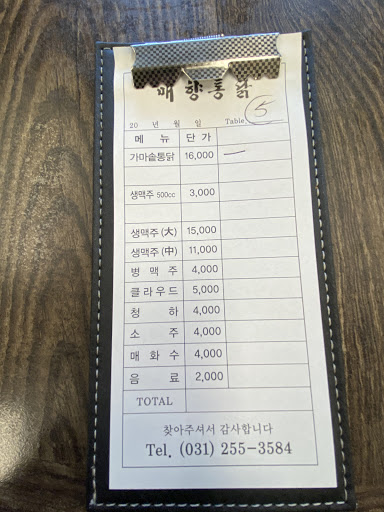 매향통닭
20 년 월 일 Table 5
메 뉴 단 가
가마솥통닭 16,000 ㅡ
생맥주 500cc 3,000
생맥주 (大) 15,000
생맥주 (中) 11,000
병 맥 주 4,000
클라우드 5,000
청 하 4,000
소 주 4,000
매 화 수 4,000
음 료 2,000
TOTAL
찾아주셔서 감사합니다
Tel. (031) 255-3584